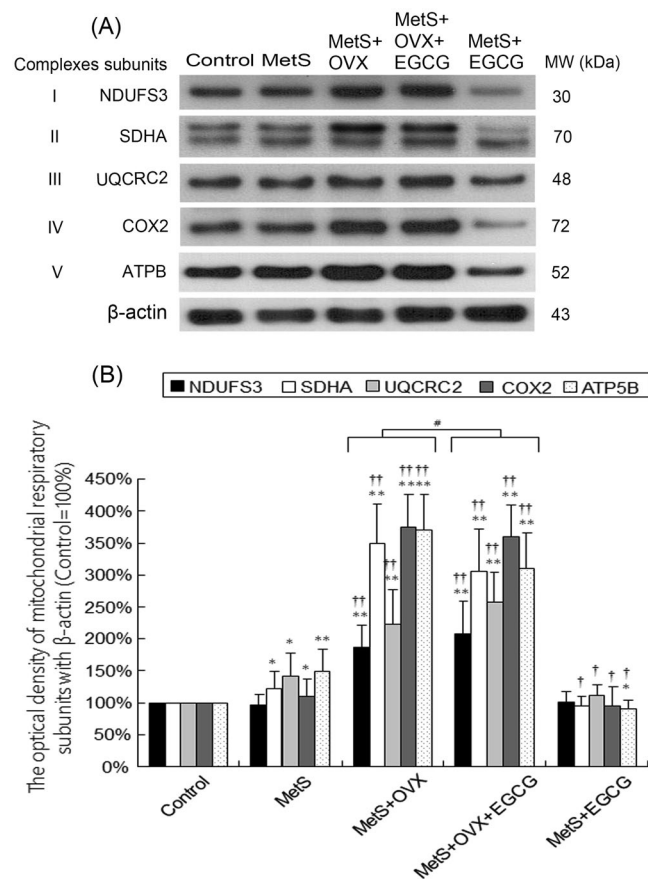 (A)
Complexes subunits Control MetS MetS+ OVX MetS+ OVX+ EGCG MetS+ EGCG MW (kDa)
I NDUFS3 30
II SDHA 70
III UQCRC2 48
IV COX2 72
V ATPB 52
β-actin 43
(B)
NDUFS3 SDHA UQCRC2 COX2 ATP5B
#
The optical density of mitochondrial respiratory
subunits with β-actin (Control=100%)
450%
400%
350%
300%
250%
200%
150%
100%
50%
0%
* * * **
†† ** †† ** †† ** †† ** †† **
†† ** †† ** †† ** †† ** †† **
† † † † *
Control MetS MetS+OVX MetS+OVX+EGCG MetS+EGCG